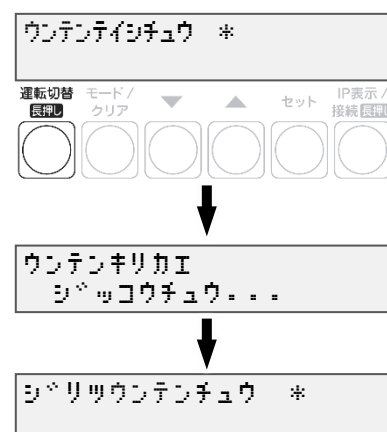 ウンテンテイシチュウ ＊
運転切替
長押し
モード /
クリア
▼
▲
セット
IP表示 /
接続 長押し
ウンテンキリカエ
ジッコウチュウ...
ジリツウンテンチュウ ＊